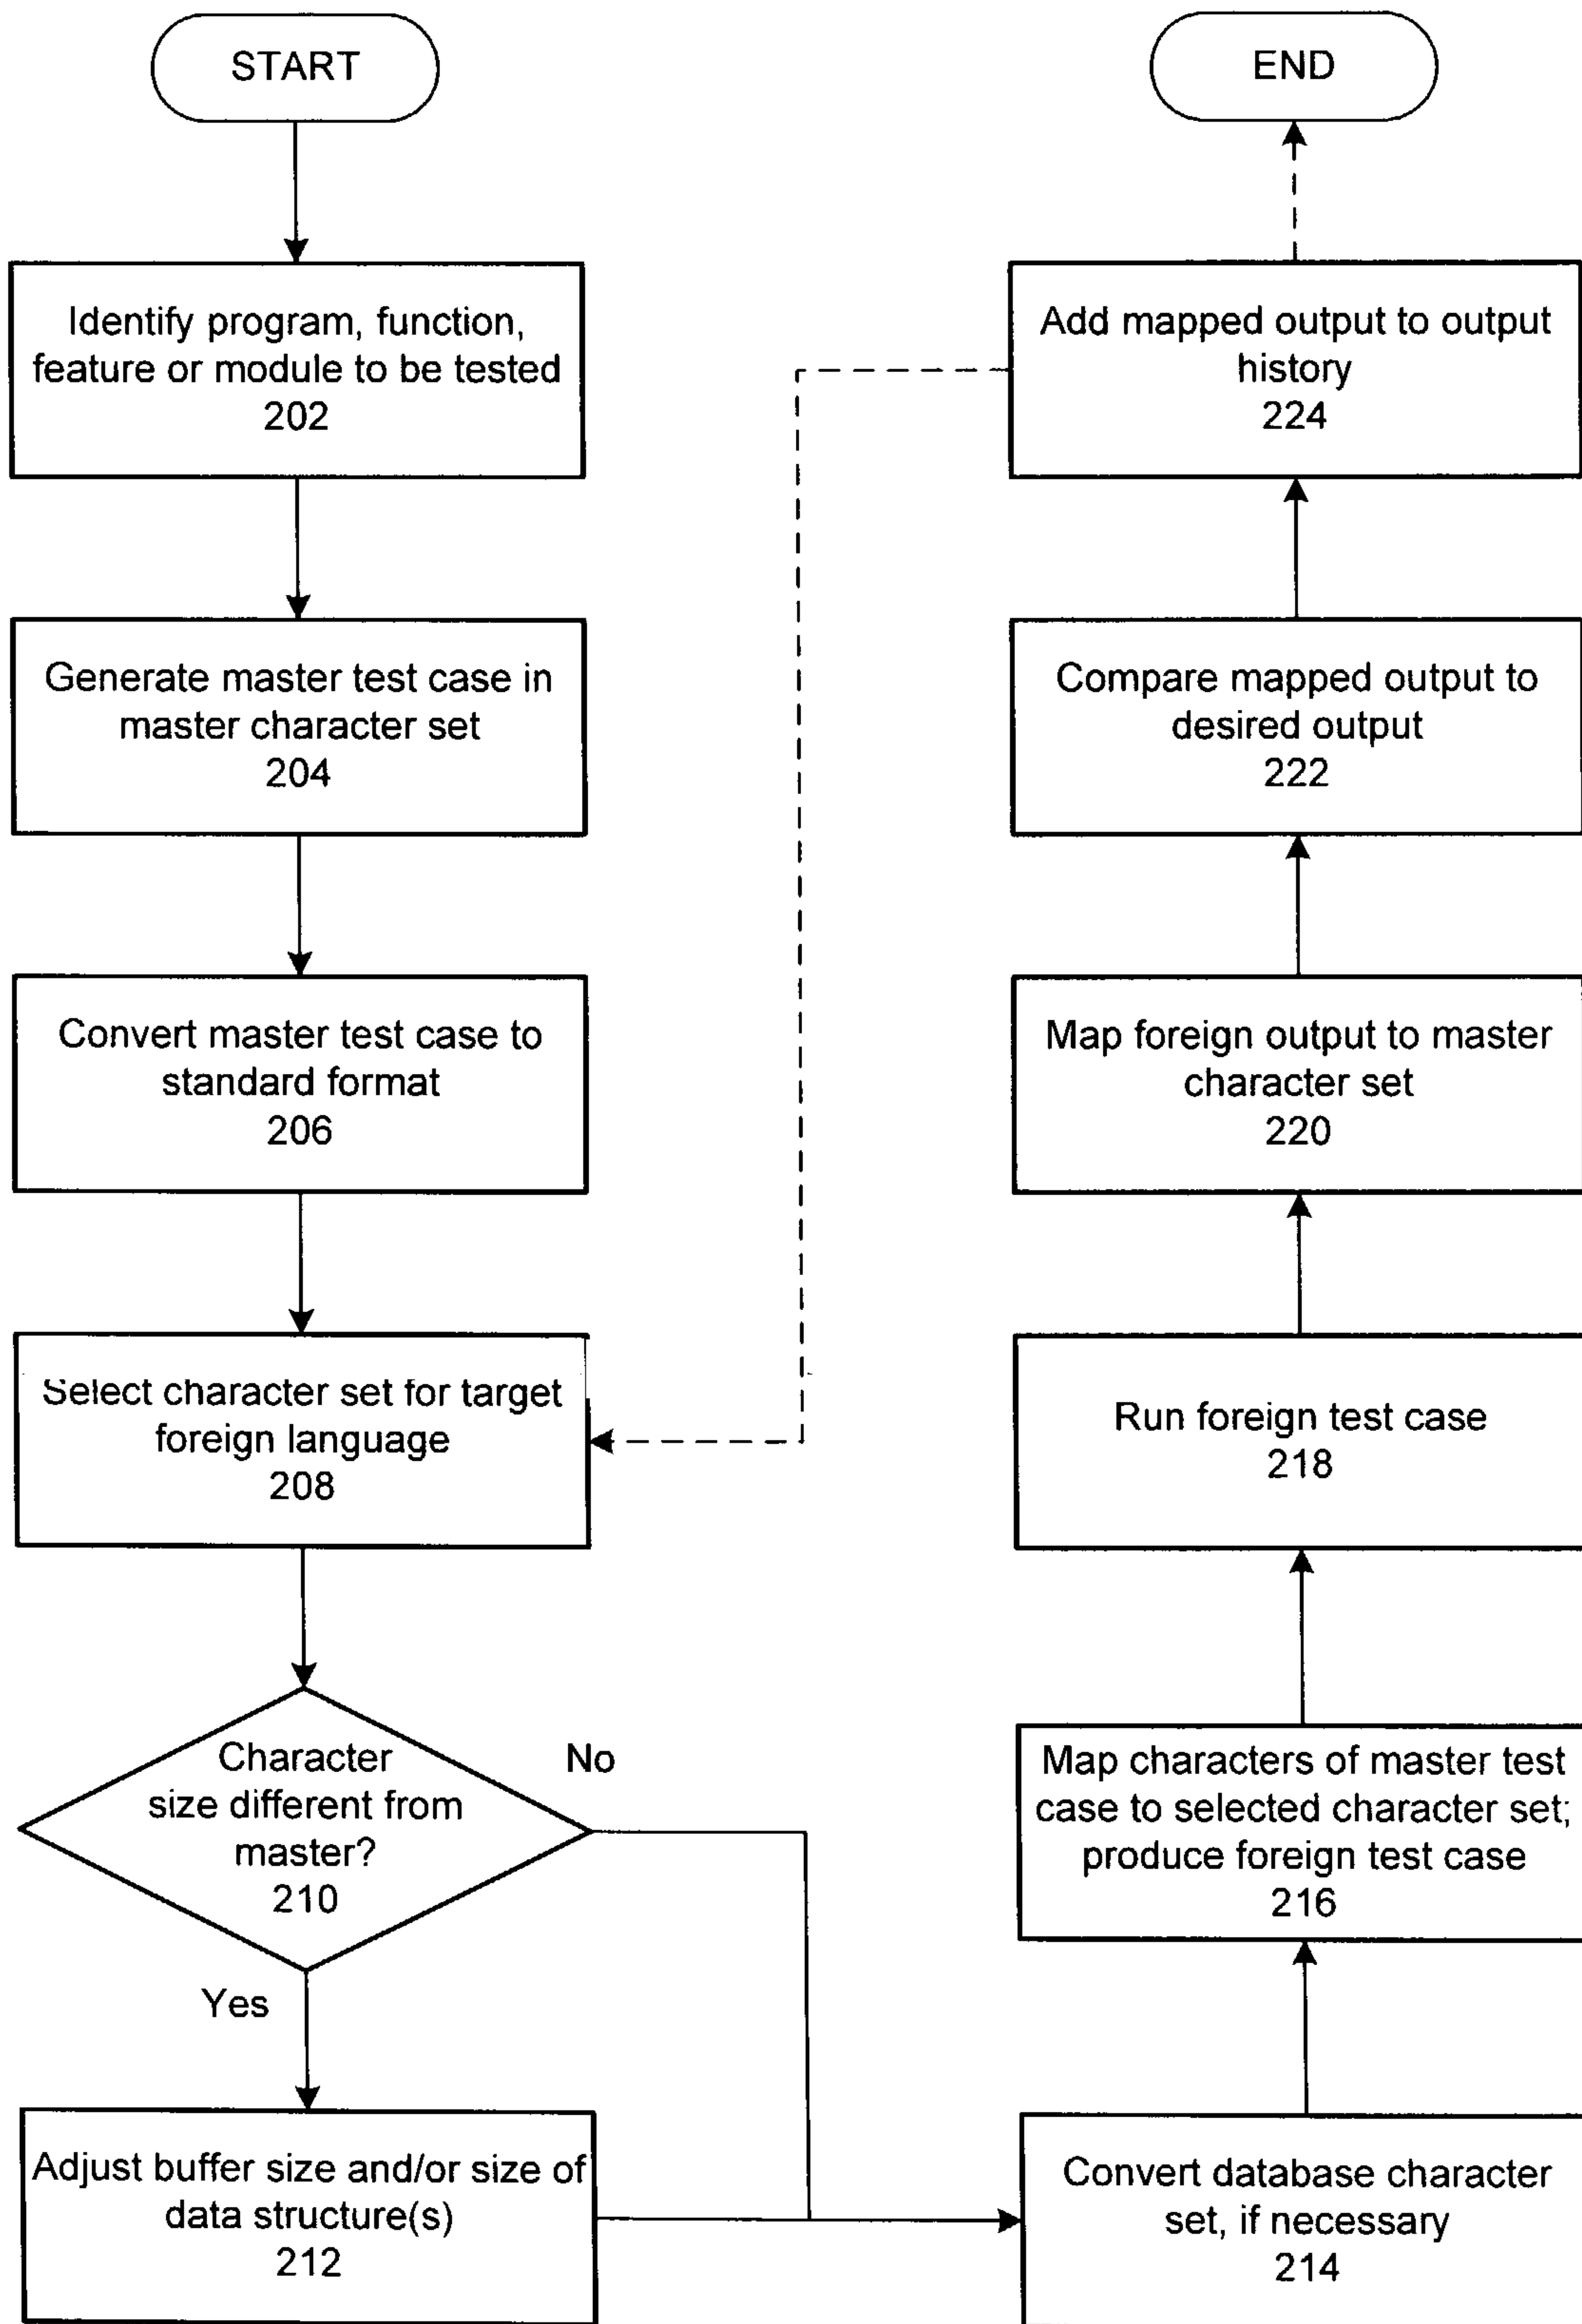 START
Identify program, function,
feature or module to be tested
202
Generate master test case in
master character set
204
Convert master test case to
standard format
206
Select character set for target
foreign language
208
Character
size different from
master?
210
No
Yes
Adjust buffer size and/or size of
data structure(s)
212
Convert database character
set, if necessary
214
Map characters of master test
case to selected character set;
produce foreign test case
216
Run foreign test case
218
Map foreign output to master
character set
220
Compare mapped output to
desired output
222
Add mapped output to output
history
224
END